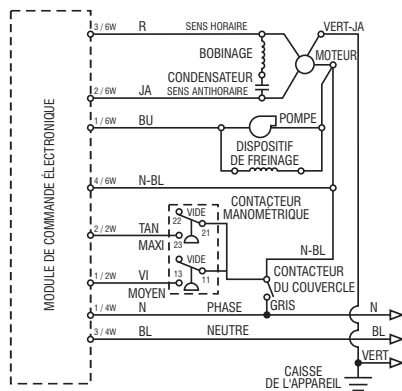 3 / 6W R SENS HORAIRE VERT-JA
BOBINAGE MOTEUR
CONDENSATEUR
2 / 6W JA SENS ANTIHORAIRE
1 / 6W BU POMPE
DISPOSITIF
DE FREINAGE
MODULE DE COMMANDE ÉLECTRONIQUE
4 / 6W N-BL
CONTACTEUR
MANOMÉTRIQUE
VIDE
22
2 / 2W TAN 21
MAXI 23
N-BL
VIDE
13
1 / 2W VI 11
MOYEN
CONTACTEUR
DU COUVERCLE
GRIS
1 / 4W N PHASE N
3 / 4W BL NEUTRE BL
VERT
CAISSE
DE L'APPAREIL